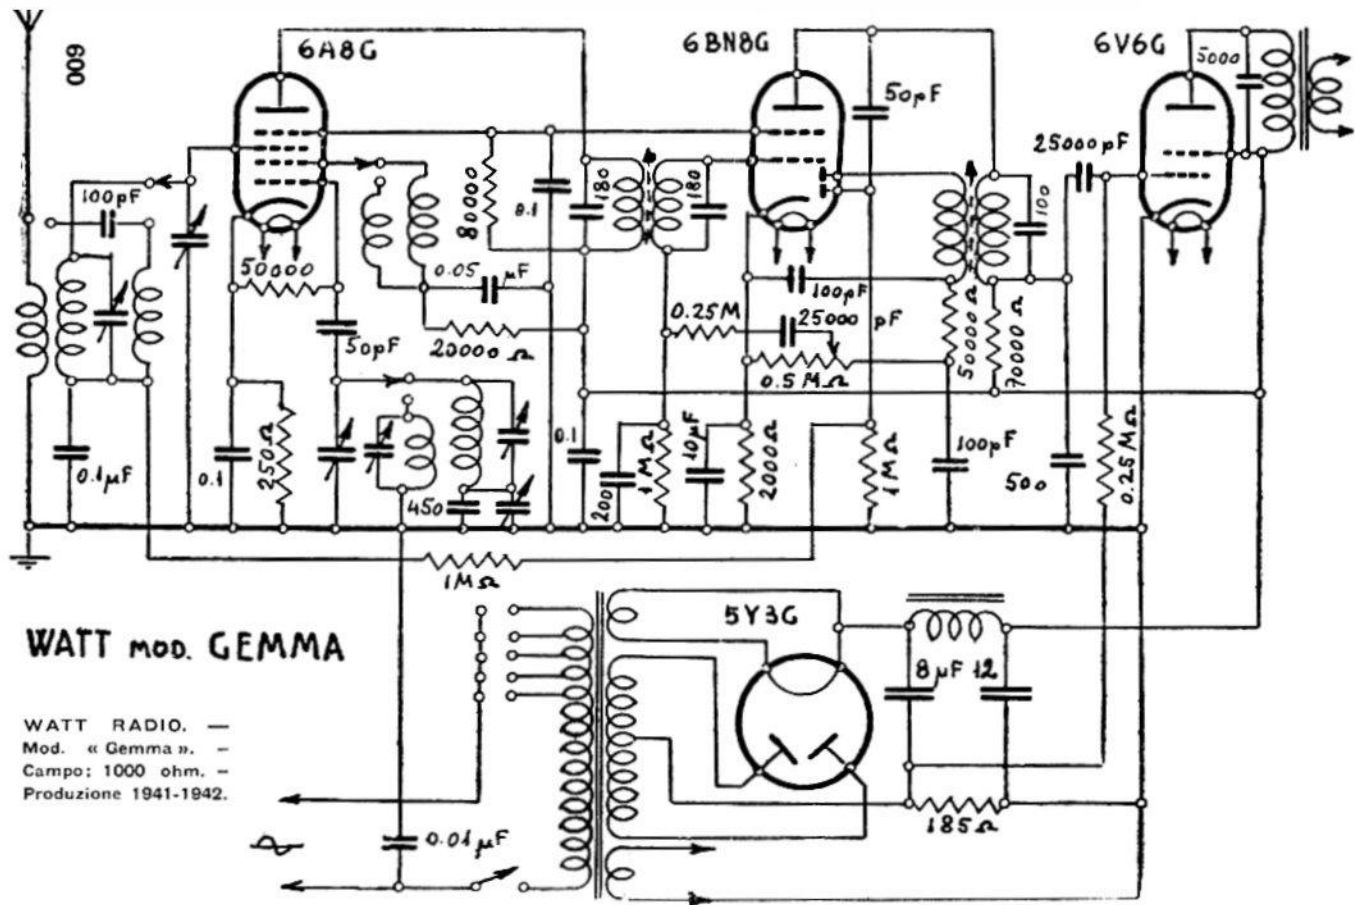 600
6A8G
6BN8G
6V6G
5000
50pF
25000pF
100pF
80000
0.1
180
180
100
50000
0.05 µF
100pF
50pF
20000 Ω
0.25M
25000 pF
0.5 MΩ
50000 Ω
70000 Ω
0.1µF
0.1
250Ω
450
0.1
200
1MΩ
10µF
2000Ω
1MΩ
100pF
500
0.25MΩ
1MΩ
5Y3G
WATT MOD. GEMMA
8µF 12
WATT RADIO. —
Mod. « Gemma ». –
Campo: 1000 ohm. –
Produzione 1941-1942.
0.01µF
185Ω